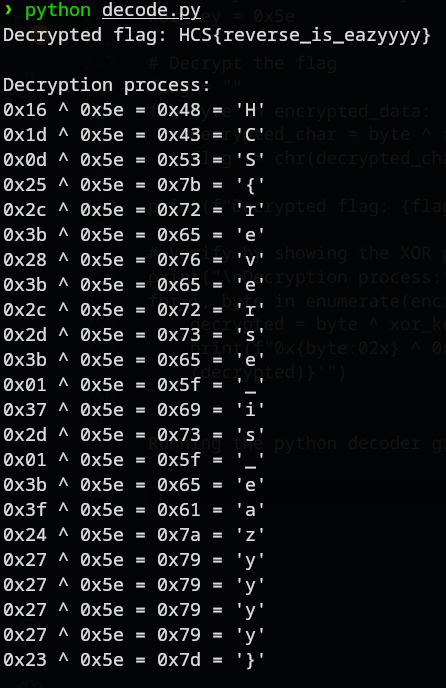 ❯ python decode.py
Decrypted flag: HCS{reverse_is_eazyyyy}
Decryption process:
0x16 ^ 0x5e = 0x48 = 'H'
0x1d ^ 0x5e = 0x43 = 'C'
0x0d ^ 0x5e = 0x53 = 'S'
0x25 ^ 0x5e = 0x7b = '{'
0x2c ^ 0x5e = 0x72 = 'r'
0x3b ^ 0x5e = 0x65 = 'e'
0x28 ^ 0x5e = 0x76 = 'v'
0x3b ^ 0x5e = 0x65 = 'e'
0x2c ^ 0x5e = 0x72 = 'r'
0x2d ^ 0x5e = 0x73 = 's'
0x3b ^ 0x5e = 0x65 = 'e'
0x01 ^ 0x5e = 0x5f = '_'
0x37 ^ 0x5e = 0x69 = 'i'
0x2d ^ 0x5e = 0x73 = 's'
0x01 ^ 0x5e = 0x5f = '_'
0x3b ^ 0x5e = 0x65 = 'e'
0x3f ^ 0x5e = 0x61 = 'a'
0x24 ^ 0x5e = 0x7a = 'z'
0x27 ^ 0x5e = 0x79 = 'y'
0x27 ^ 0x5e = 0x79 = 'y'
0x27 ^ 0x5e = 0x79 = 'y'
0x27 ^ 0x5e = 0x79 = 'y'
0x23 ^ 0x5e = 0x7d = '}'